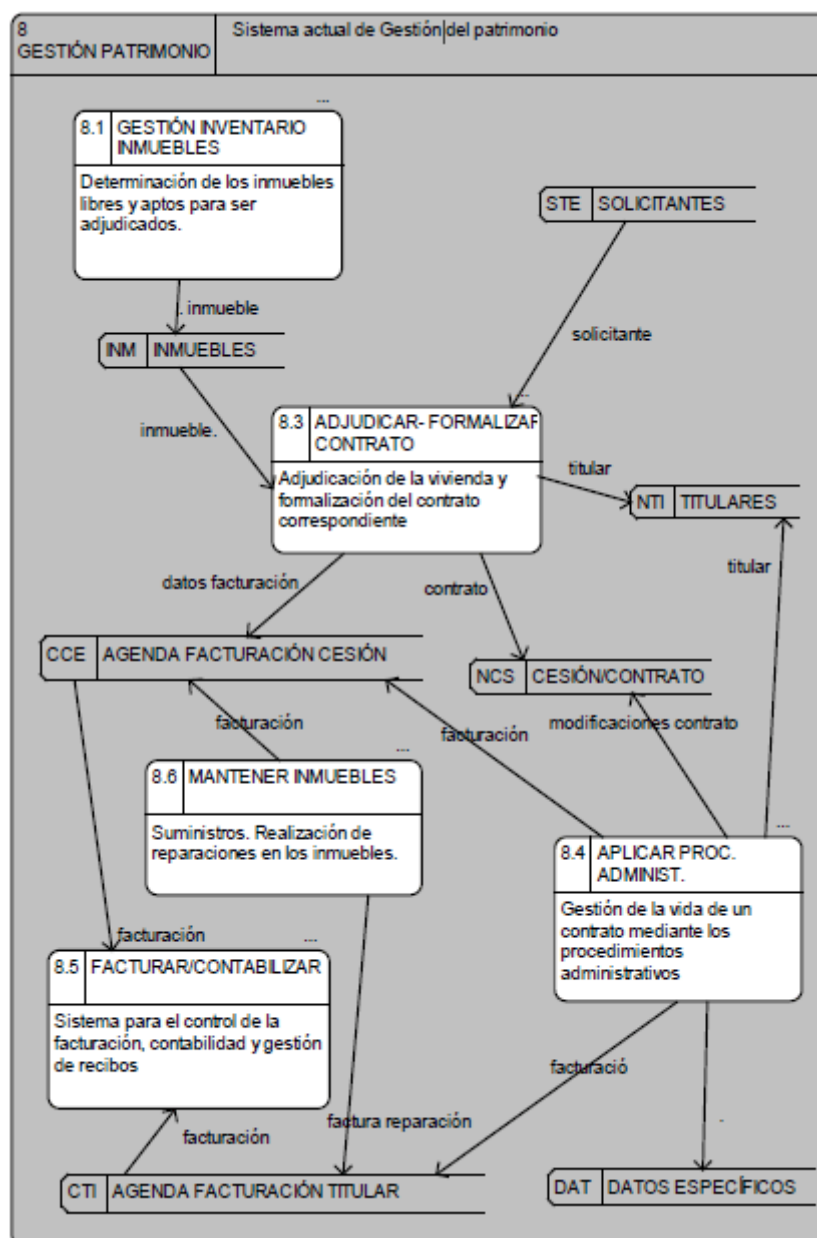 8
GESTIÓN PATRIMONIO
Sistema actual de Gestión del patrimonio
....
8.1
GESTIÓN INVENTARIO
INMUEBLES
Determinación de los inmuebles
libres y aptos para ser
adjudicados.
STE
SOLICITANTES
. inmueble
INM
INMUEBLES
solicitante
inmueble.
...
8.3
ADJUDICAR- FORMALIZAR
CONTRATO
Adjudicación de la vivienda y
formalización del contrato
correspondiente
titular
NTI
TITULARES
datos facturación
contrato
titular
CCE
AGENDA FACTURACIÓN CESIÓN
NCS
CESIÓN/CONTRATO
facturación
facturación
modificaciones contrato
....
8.6
MANTENER INMUEBLES
Suministros. Realización de
reparaciones en los inmuebles.
....
8.4
APLICAR PROC.
ADMINIST.
Gestión de la vida de un
contrato mediante los
procedimientos
administrativos
facturación
....
8.5
FACTURAR/CONTABILIZAR
Sistema para el control de la
facturación, contabilidad y gestión
de recibos
facturació
factura reparación
.
facturación
CTI
AGENDA FACTURACIÓN TITULAR
DAT
DATOS ESPECÍFICOS